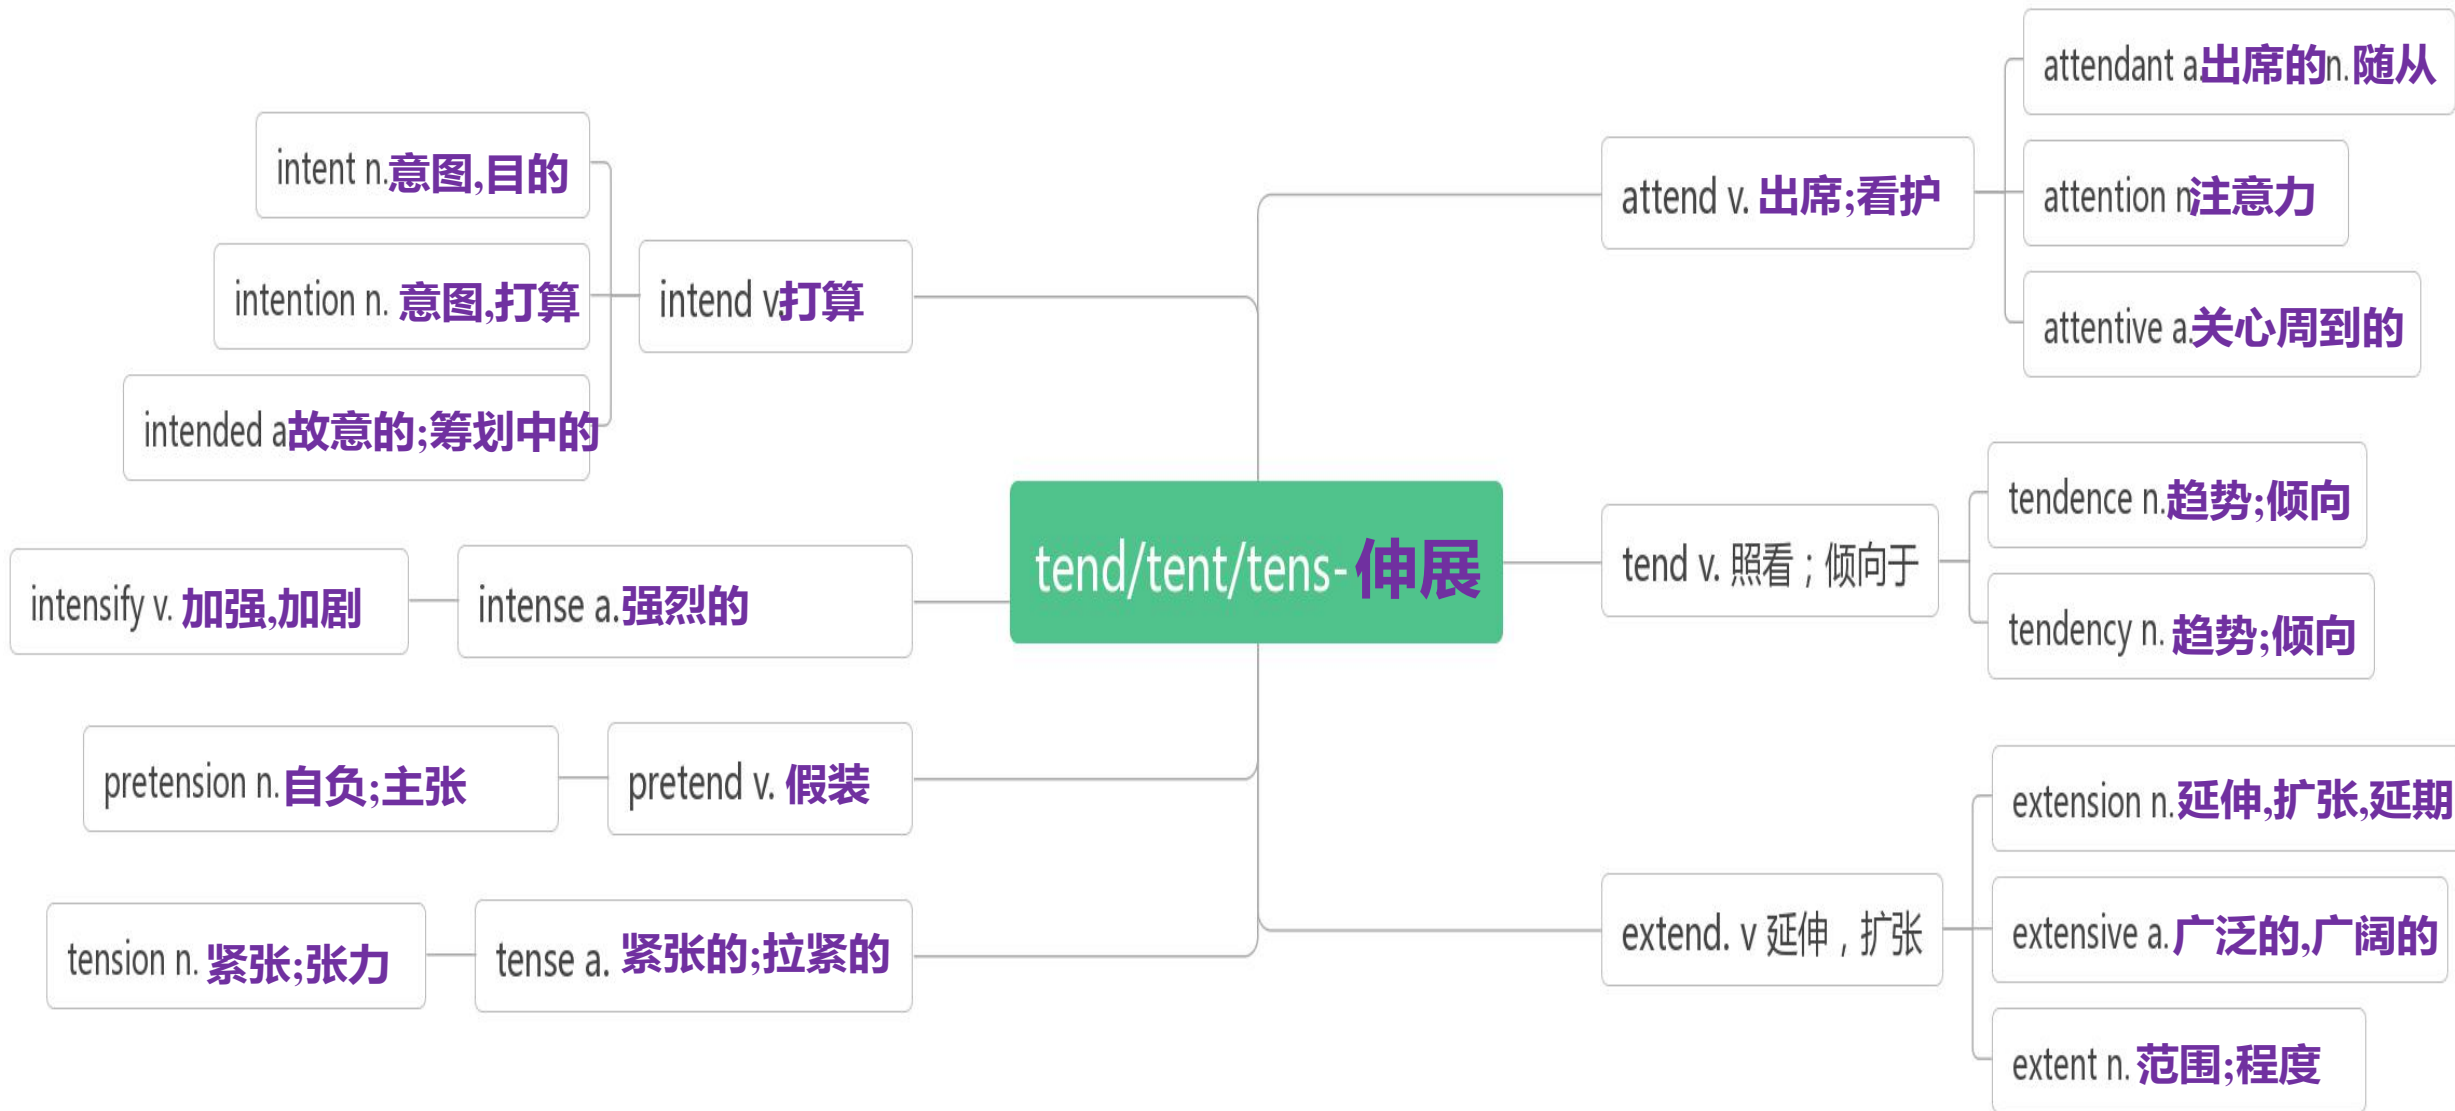 attendant a.出席的n.随从
attend v. 出席;看护
attention n注意力
attentive a.关心周到的
intent n.意图,目的
intention n. 意图,打算
intend v.打算
intended a故意的;筹划中的
tend/tent/tens-伸展
tend v. 照看；倾向于
tendence n.趋势;倾向
tendency n. 趋势;倾向
intensify v. 加强,加剧
intense a.强烈的
pretension n.自负;主张
pretend v. 假装
tension n. 紧张;张力
tense a. 紧张的;拉紧的
extend. v 延伸，扩张
extension n.延伸,扩张,延期
extensive a.广泛的,广阔的
extent n. 范围;程度